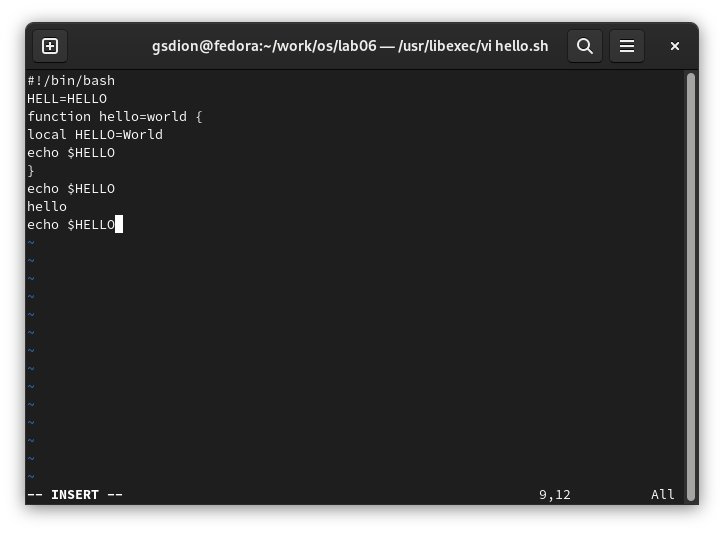 gsdion@fedora:~/work/os/lab06 — /usr/libexec/vi hello.sh
#!/bin/bash
HELL=HELLO
function hello=world {
local HELLO=World
echo $HELLO
}
echo $HELLO
hello
echo $HELLO
~
~
~
~
~
~
~
~
~
~
~
~
~
~
-- INSERT -- 9,12 All